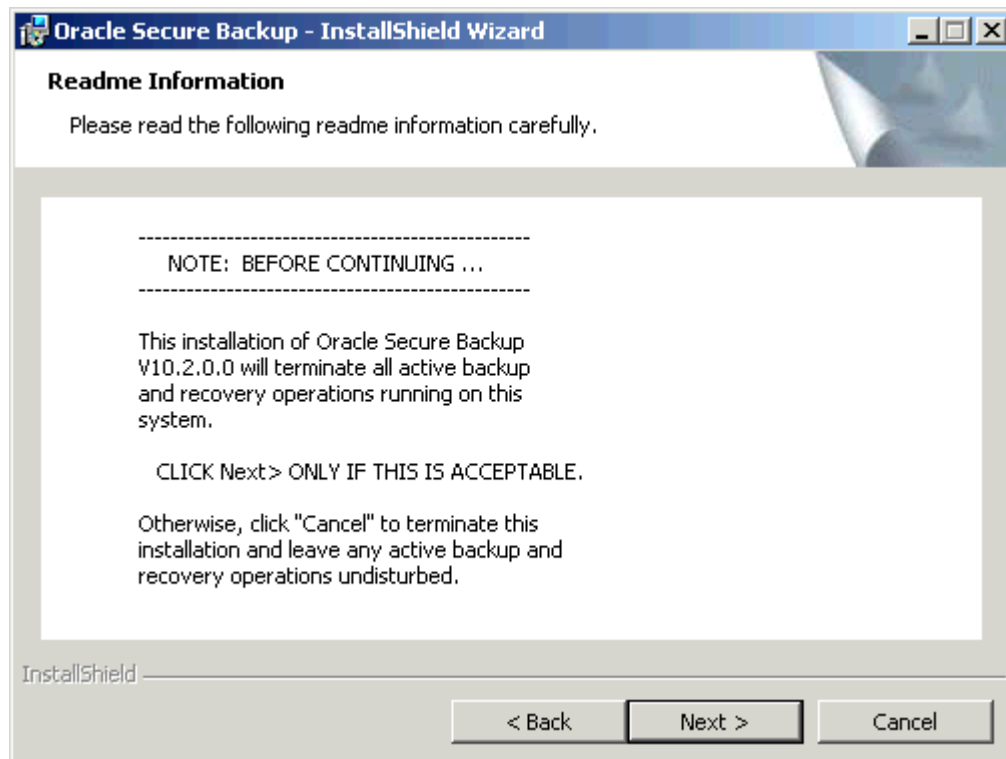 Oracle Secure Backup - InstallShield Wizard
Readme Information
Please read the following readme information carefully.
-------------------------------------------------
NOTE:  BEFORE CONTINUING ...
-------------------------------------------------
This installation of Oracle Secure Backup
V10.2.0.0 will terminate all active backup
and recovery operations running on this
system.
CLICK Next> ONLY IF THIS IS ACCEPTABLE.
Otherwise, click "Cancel" to terminate this
installation and leave any active backup and
recovery operations undisturbed.
InstallShield
< Back Next > Cancel